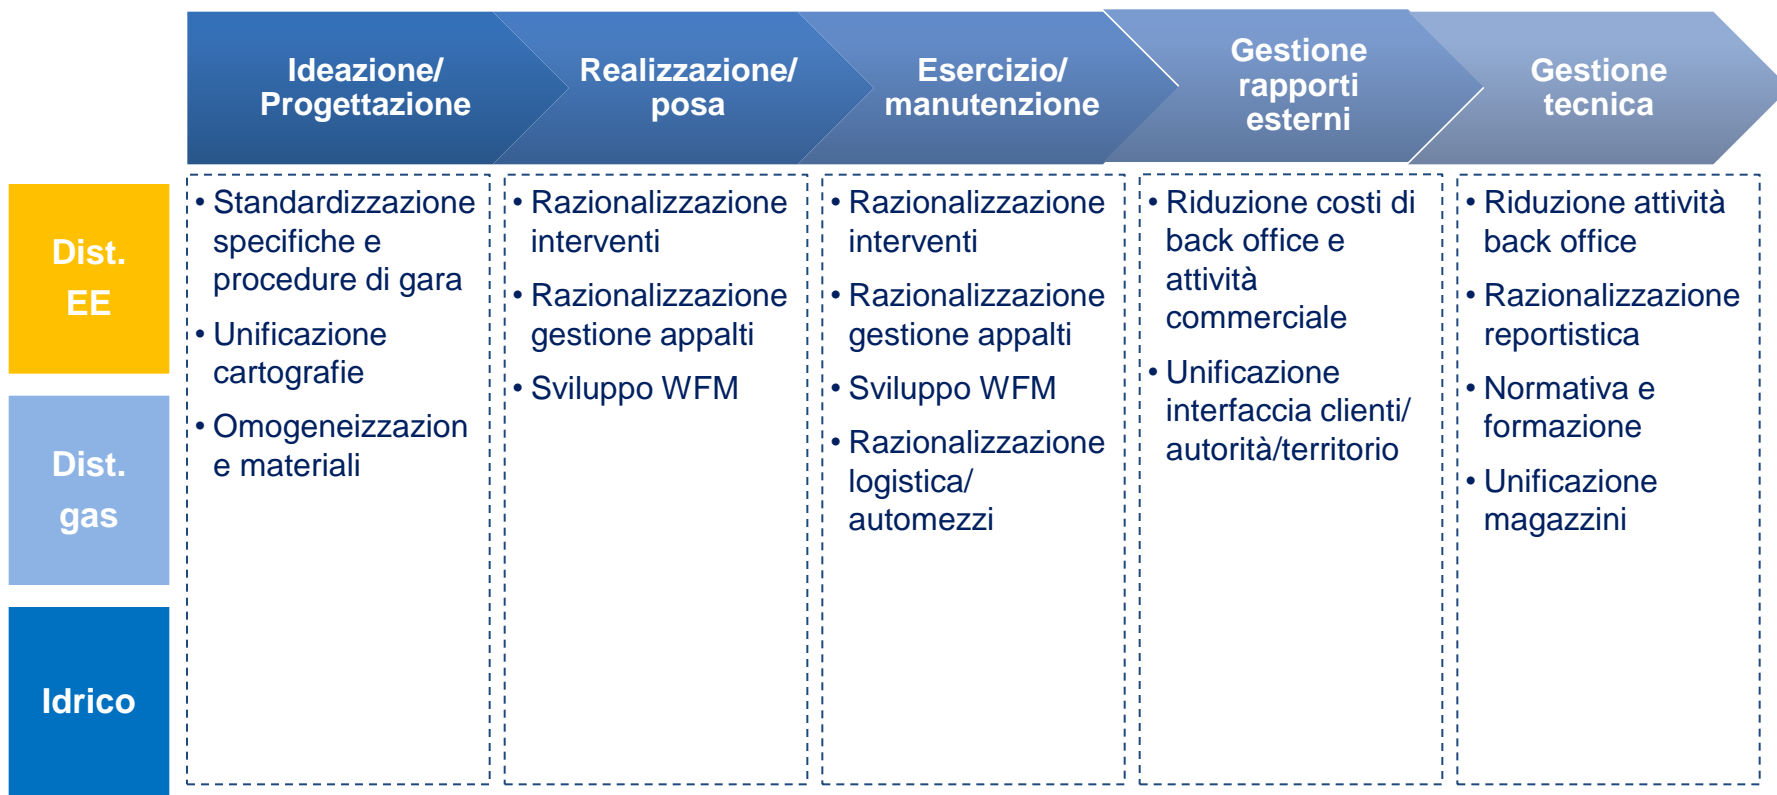 Ideazione/
Progettazione
Realizzazione/
posa
Esercizio/
manutenzione
Gestione
rapporti
esterni
Gestione
tecnica
Dist.
EE
Dist.
gas
Idrico
• Standardizzazione
specifiche e
procedure di gara
• Unificazione
cartografie
• Omogeneizzazion
e materiali
• Razionalizzazione
interventi
• Razionalizzazione
gestione appalti
• Sviluppo WFM
• Razionalizzazione
interventi
• Razionalizzazione
gestione appalti
• Sviluppo WFM
• Razionalizzazione
logistica/
automezzi
• Riduzione costi di
back office e
attività
commerciale
• Unificazione
interfaccia clienti/
autorità/territorio
• Riduzione attività
back office
• Razionalizzazione
reportistica
• Normativa e
formazione
• Unificazione
magazzini